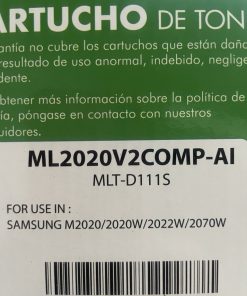 ARTUCHO DE TON
antía no cubre los cartuchos que están dañad
resultado de uso anormal, indebido, neglige
dente.
btener más información sobre la política de
ía, póngase en contacto con nuestros
uidores.
ML2020V2COMP-AI
MLT-D111S
FOR USE IN :
SAMSUNG M2020/2020W/2022W/2070W